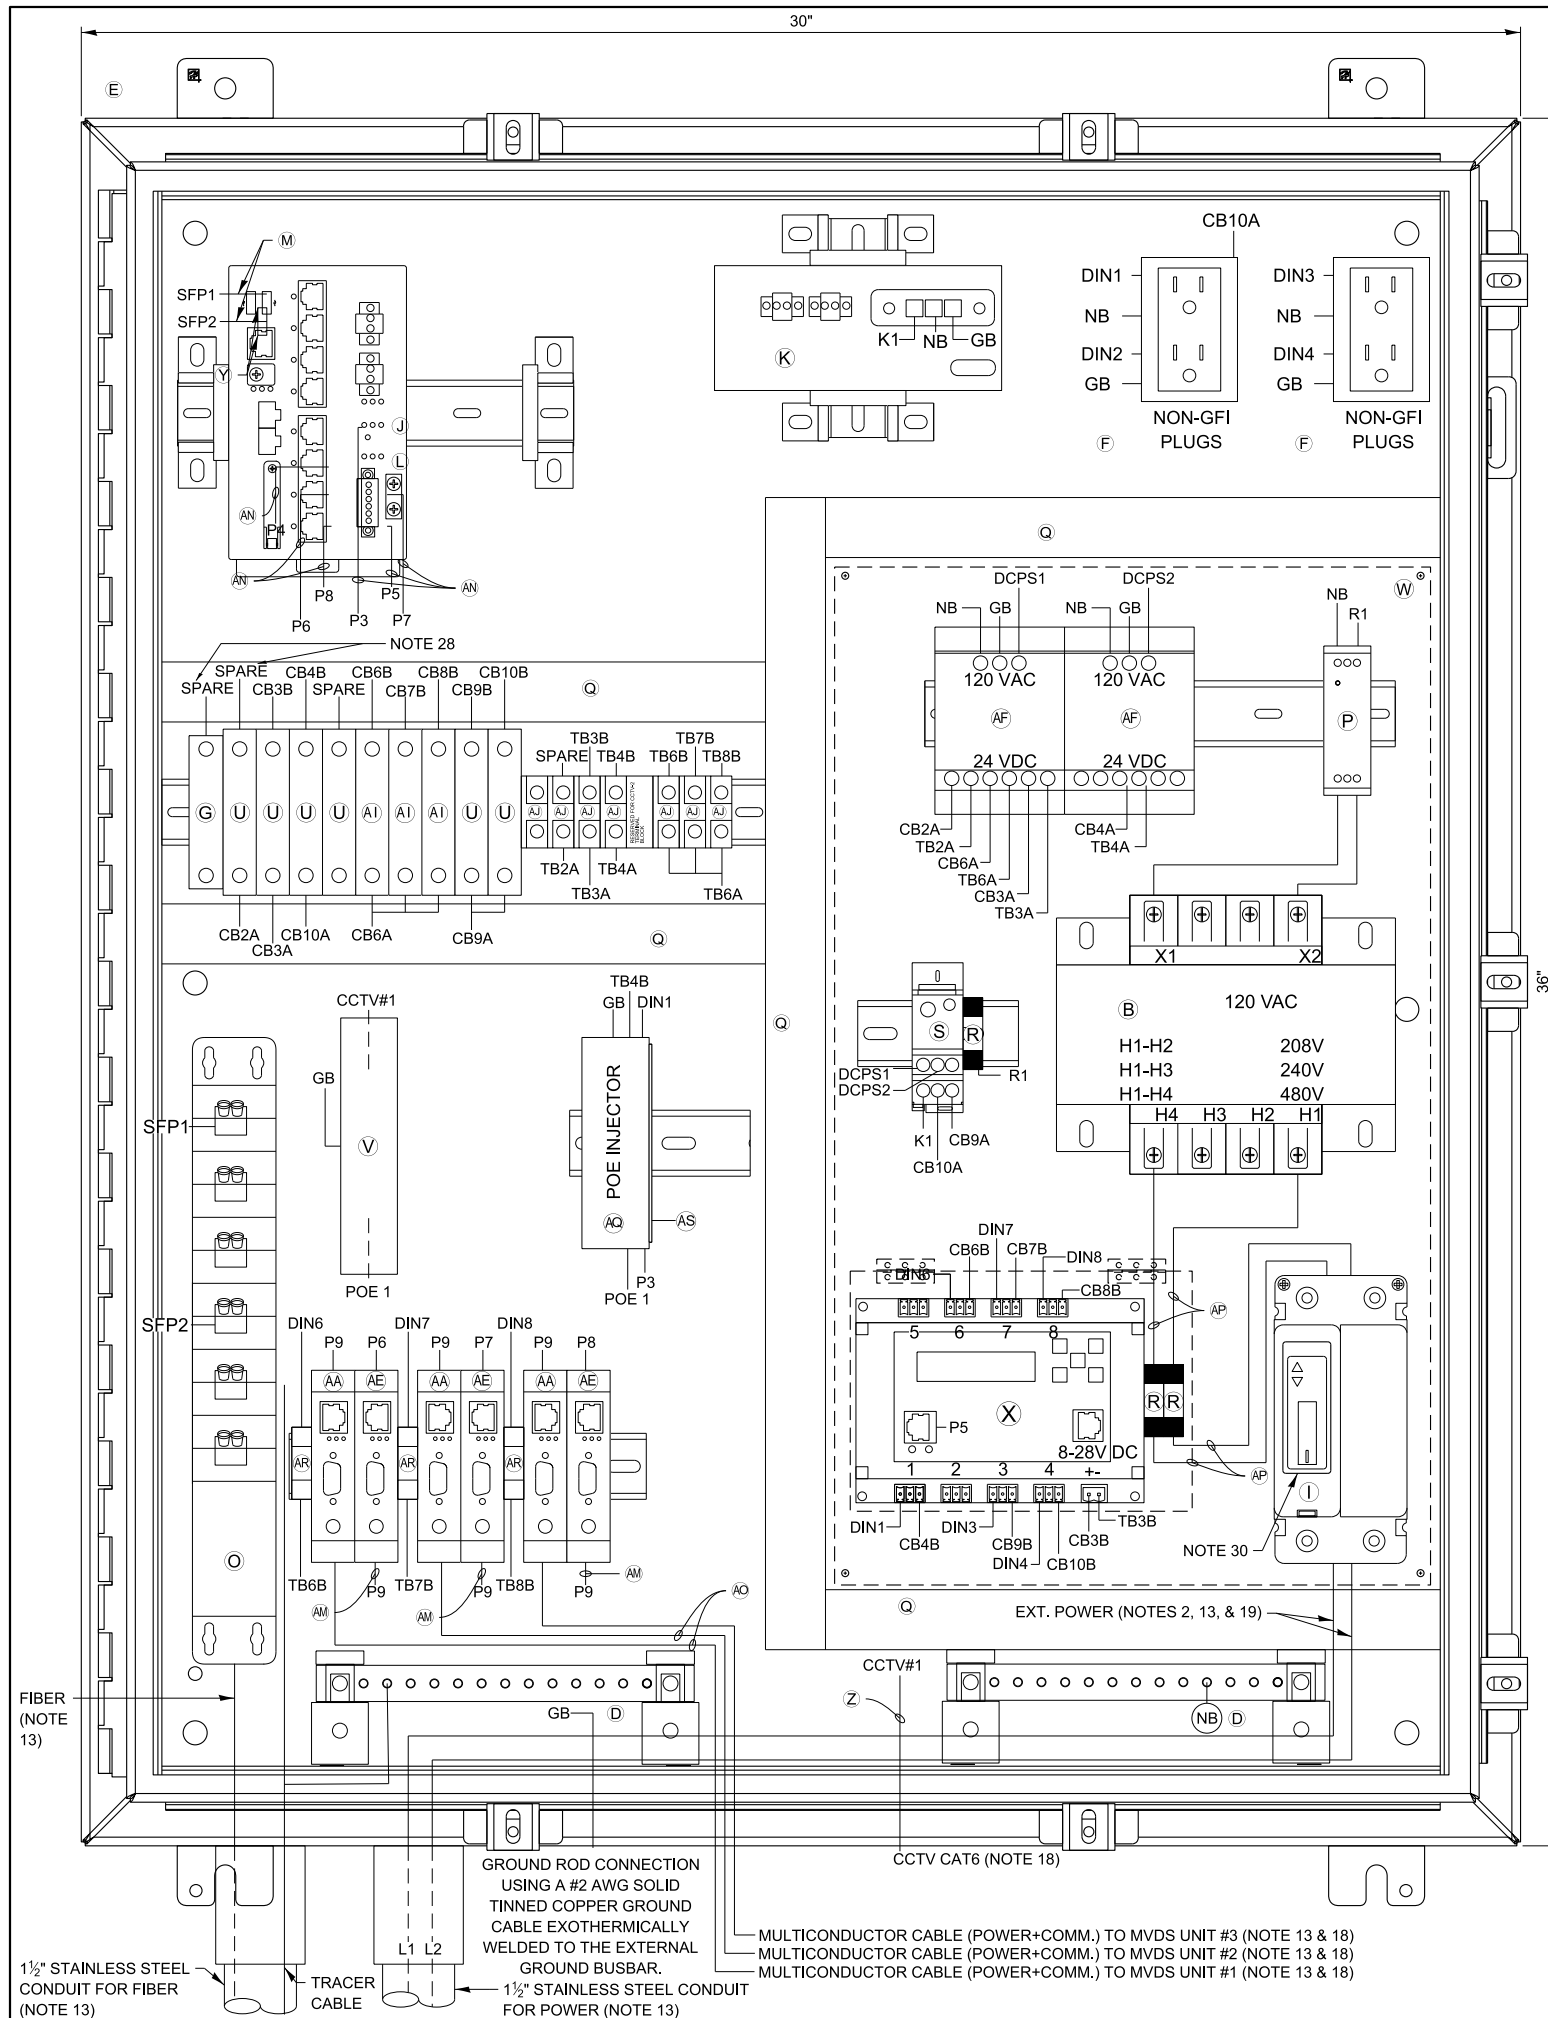 30"
E
CB10A
M
DIN1
DIN3
SFP1
NB
NB
SFP2
K1
NB
GB
K
DIN2
DIN4
Y
GB
GB
NON-GFI
PLUGS
NON-GFI
PLUGS
J
F
F
L
AN
P4
Q
AN
AN
P8
P5
DCPS1
DCPS2
W
NB
P6
P3
P7
NB
GB
NB
GB
R1
NOTE 28
SPARE
CB4B
CB6B
CB8B
CB10B
SPARE
CB3B
SPARE
CB7B
CB9B
Q
120 VAC
120 VAC
AF
AF
P
TB3B
TB7B
SPARE
TB4B
TB6B
TB8B
24 VDC
24 VDC
G
U
U
U
U
AI
AI
AI
U
U
AJ
AJ
AJ
AJ
RESERVED FOR CCTV#2
TERMINAL
BLOCK
AJ
AJ
AJ
CB2A
CB4A
TB2A
TB4A
CB6A
TB6A
CB3A
TB3A
TB2A
TB4A
TB3A
TB6A
CB2A
CB10A
CB6A
CB9A
CB3A
Q
X1
X2
CCTV#1
TB4B
GB
DIN1
36"
Q
B
120 VAC
S
R
H1-H2
208V
H1-H3
240V
H1-H4
480V
GB
DCPS1
R1
DCPS2
H4
H3
H2
H1
SFP1
V
POE INJECTOR
K1
CB9A
CB10A
AQ
AS
DIN7
CB6B
CB7B
DIN8
DIN6
CB8B
POE 1
P3
POE 1
AP
SFP2
DIN6
DIN7
DIN8
5
6
7
8
P9
P6
P9
P7
P9
P8
AA
AE
AA
AE
AA
AE
X
R
R
P5
8-28V DC
AR
AR
AR
1
2
3
4
+-
AP
I
DIN1
DIN3
TB3B
CB4B
CB9B
CB3B
NOTE 30
DIN4
CB10B
O
TB6B
P9
TB7B
P9
TB8B
P9
AM
AM
AM
AO
Q
EXT. POWER (NOTES 2, 13, & 19)
CCTV#1
FIBER
(NOTE
13)
Z
GB
D
NB
D
CCTV CAT6 (NOTE 18)
GROUND ROD CONNECTION
USING A #2 AWG SOLID
TINNED COPPER GROUND
CABLE EXOTHERMICALLY
WELDED TO THE EXTERNAL
GROUND BUSBAR.
MULTICONDUCTOR CABLE (POWER+COMM.) TO MVDS UNIT #3 (NOTE 13 & 18)
MULTICONDUCTOR CABLE (POWER+COMM.) TO MVDS UNIT #2 (NOTE 13 & 18)
MULTICONDUCTOR CABLE (POWER+COMM.) TO MVDS UNIT #1 (NOTE 13 & 18)
L1
L2
1½" STAINLESS STEEL
CONDUIT FOR FIBER
(NOTE 13)
TRACER
CABLE
1½" STAINLESS STEEL CONDUIT
FOR POWER (NOTE 13)